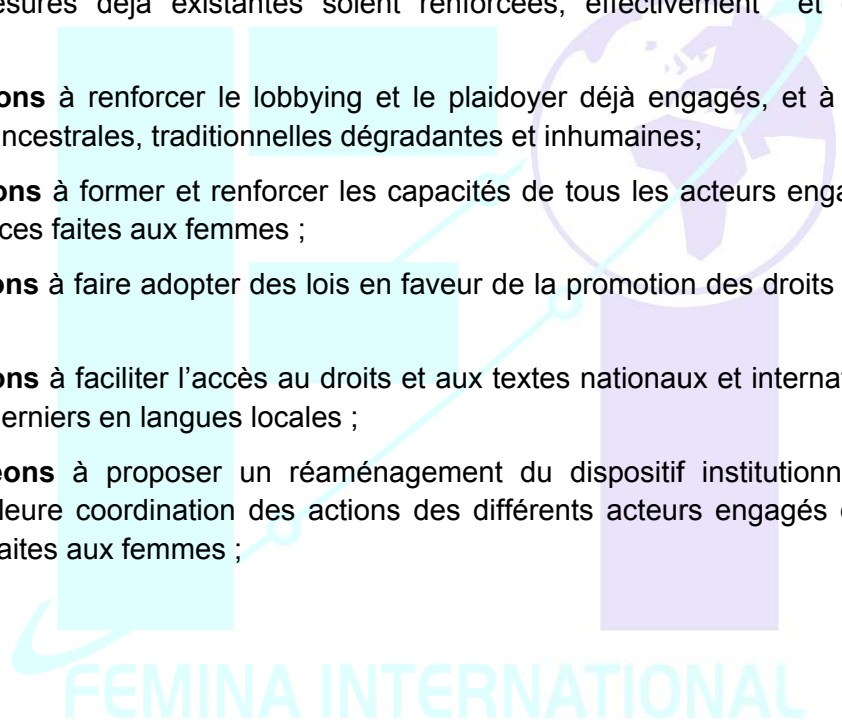 esures déjà existantes soient renforcées, effectivement et
ons à renforcer le lobbying et le plaidoyer déjà engagés, et à
ncestrales, traditionnelles dégradantes et inhumaines;
ons à former et renforcer les capacités de tous les acteurs enga
ces faites aux femmes ;
ons à faire adopter des lois en faveur de la promotion des droits
ons à faciliter l’accès au droits et aux textes nationaux et internat
erniers en langues locales ;
eons à proposer un réaménagement du dispositif institutionn
leure coordination des actions des différents acteurs engagés
aites aux femmes ;
FEMINA INTERNATIONAL